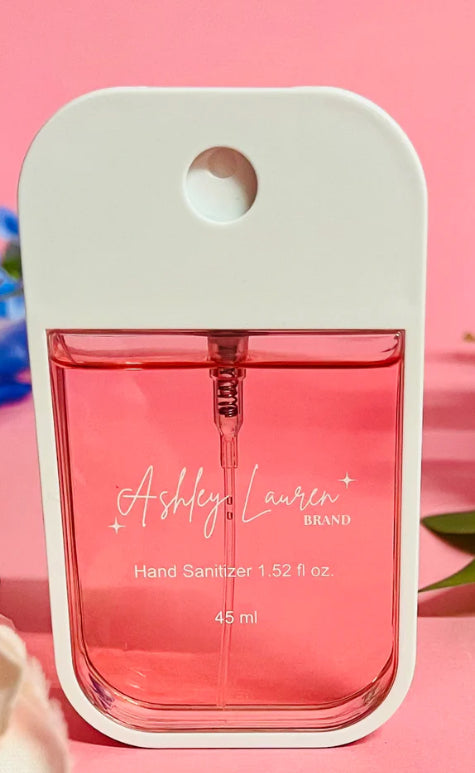 Ashley Lauren
BRAND
Hand Sanitizer 1.52 fl oz.
45 ml